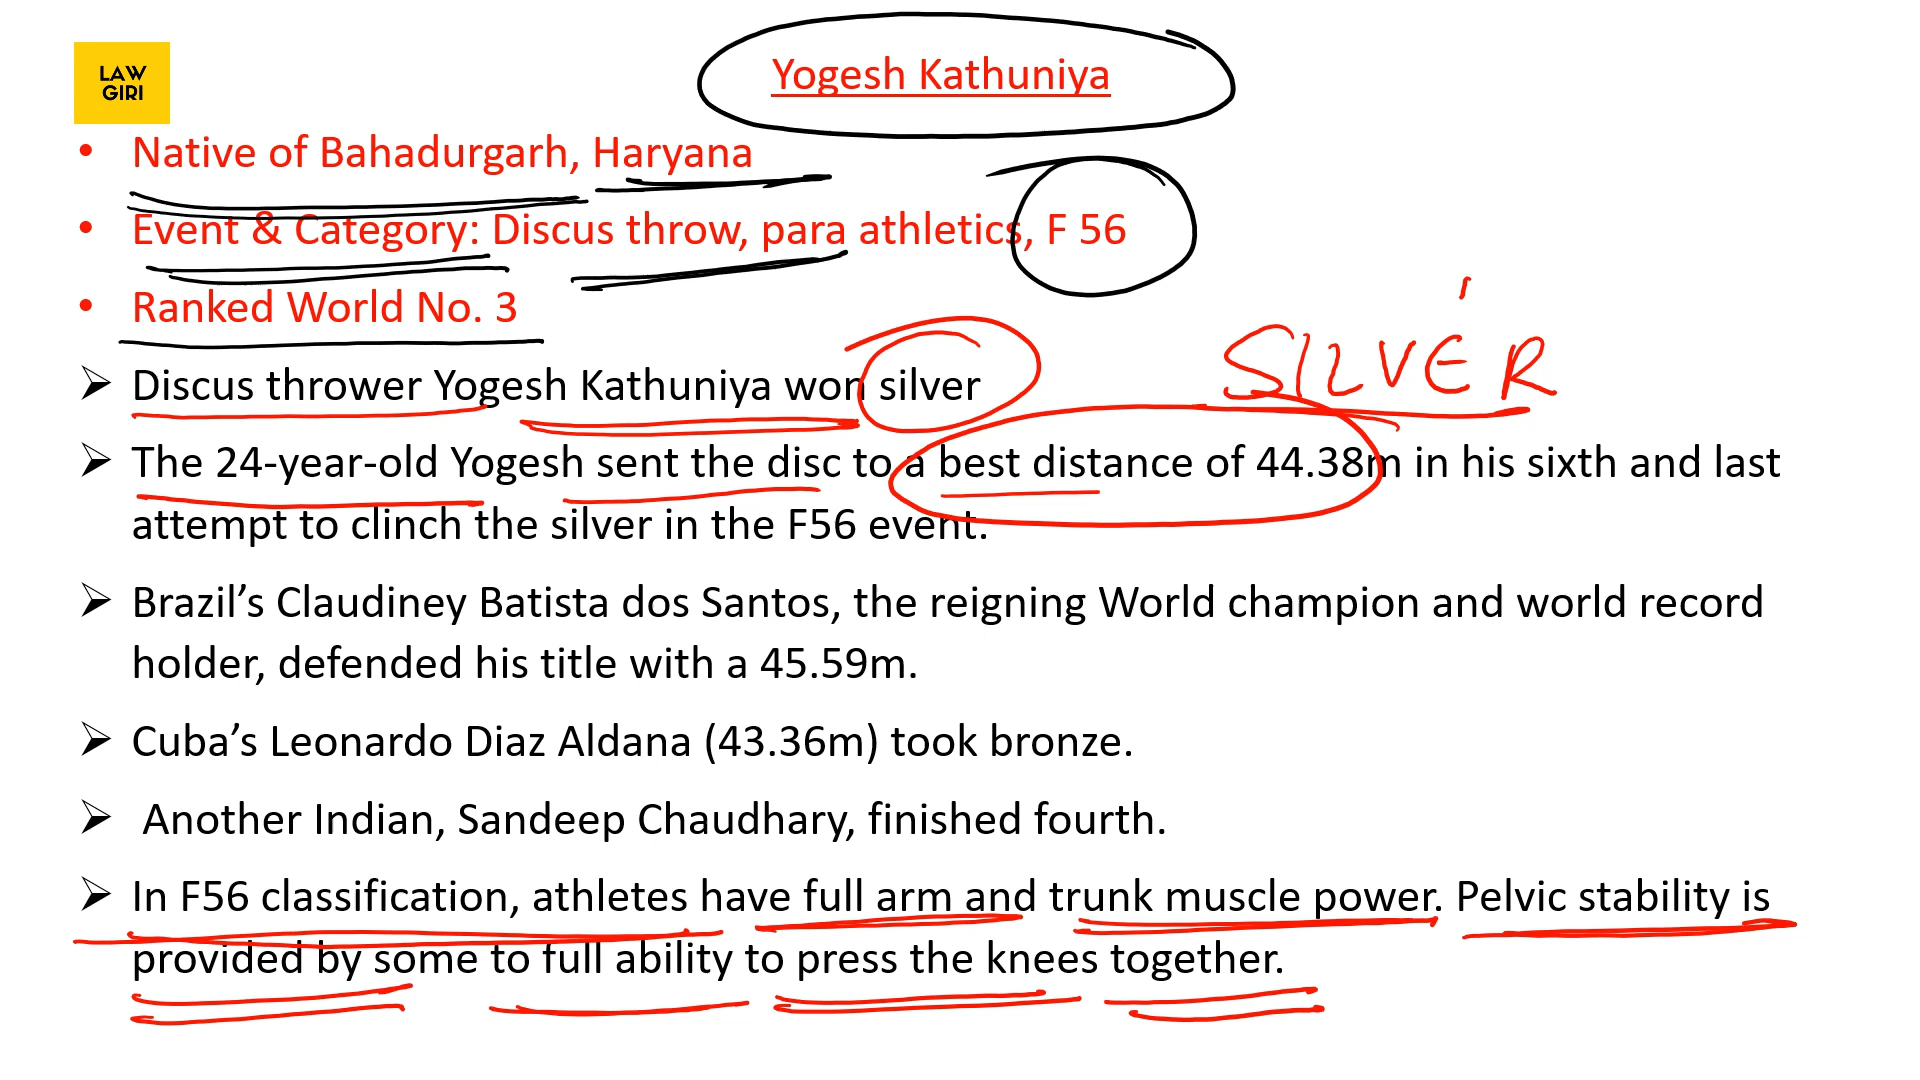 Yogesh Kathuniya
LAW
GIRI
• Native of Bahadurgarh, Haryana
• Event & Category: Discus throw, para athletics, F 56
• Ranked World No. 3
SILVER
➢ Discus thrower Yogesh Kathuniya won silver
➢ The 24-year-old Yogesh sent the disc to a best distance of 44.38m in his sixth and last
attempt to clinch the silver in the F56 event.
➢ Brazil’s Claudiney Batista dos Santos, the reigning World champion and world record
holder, defended his title with a 45.59m.
➢ Cuba’s Leonardo Diaz Aldana (43.36m) took bronze.
➢ Another Indian, Sandeep Chaudhary, finished fourth.
➢ In F56 classification, athletes have full arm and trunk muscle power. Pelvic stability is
provided by some to full ability to press the knees together.